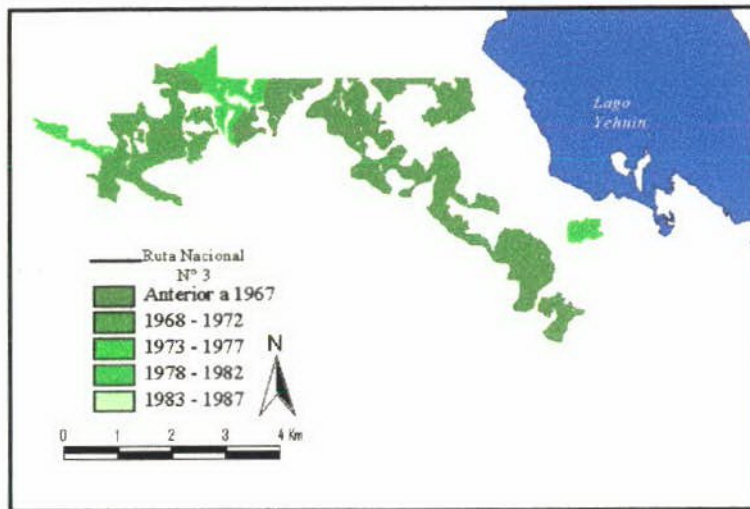 Lago
Yehuin
Ruta Nacional
Nº 3
Anterior a 1967
1968 - 1972
1973 - 1977
1978 - 1982
1983 - 1987
N
0 1 2 3 4 Km